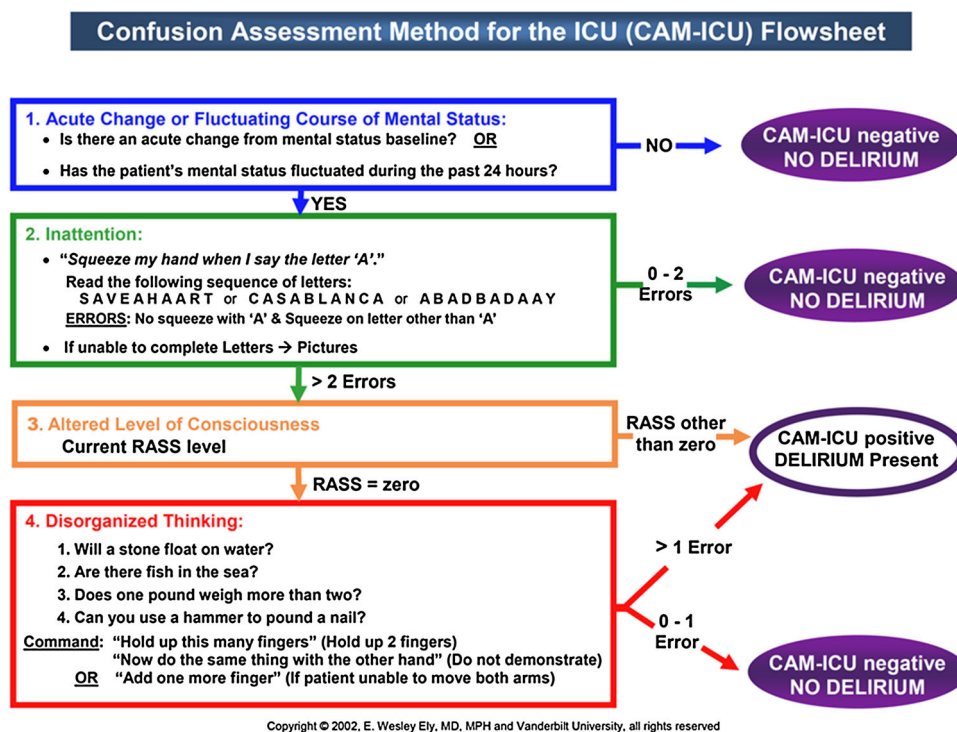 Confusion Assessment Method for the ICU (CAM-ICU) Flowsheet
1. Acute Change or Fluctuating Course of Mental Status:
• Is there an acute change from mental status baseline? OR
• Has the patient's mental status fluctuated during the past 24 hours?
NO
CAM-ICU negative
NO DELIRIUM
YES
2. Inattention:
• "Squeeze my hand when I say the letter 'A'."
Read the following sequence of letters:
S A V E A H A A R T or C A S A B L A N C A or A B A D B A D A A Y
ERRORS: No squeeze with 'A' & Squeeze on letter other than 'A'
• If unable to complete Letters → Pictures
0 - 2
Errors
CAM-ICU negative
NO DELIRIUM
> 2 Errors
3. Altered Level of Consciousness
Current RASS level
RASS other
than zero
CAM-ICU positive
DELIRIUM Present
RASS = zero
4. Disorganized Thinking:
1. Will a stone float on water?
2. Are there fish in the sea?
3. Does one pound weigh more than two?
4. Can you use a hammer to pound a nail?
Command: "Hold up this many fingers" (Hold up 2 fingers)
"Now do the same thing with the other hand" (Do not demonstrate)
OR "Add one more finger" (If patient unable to move both arms)
> 1 Error
0 - 1
Error
CAM-ICU negative
NO DELIRIUM
Copyright © 2002, E. Wesley Ely, MD, MPH and Vanderbilt University, all rights reserved